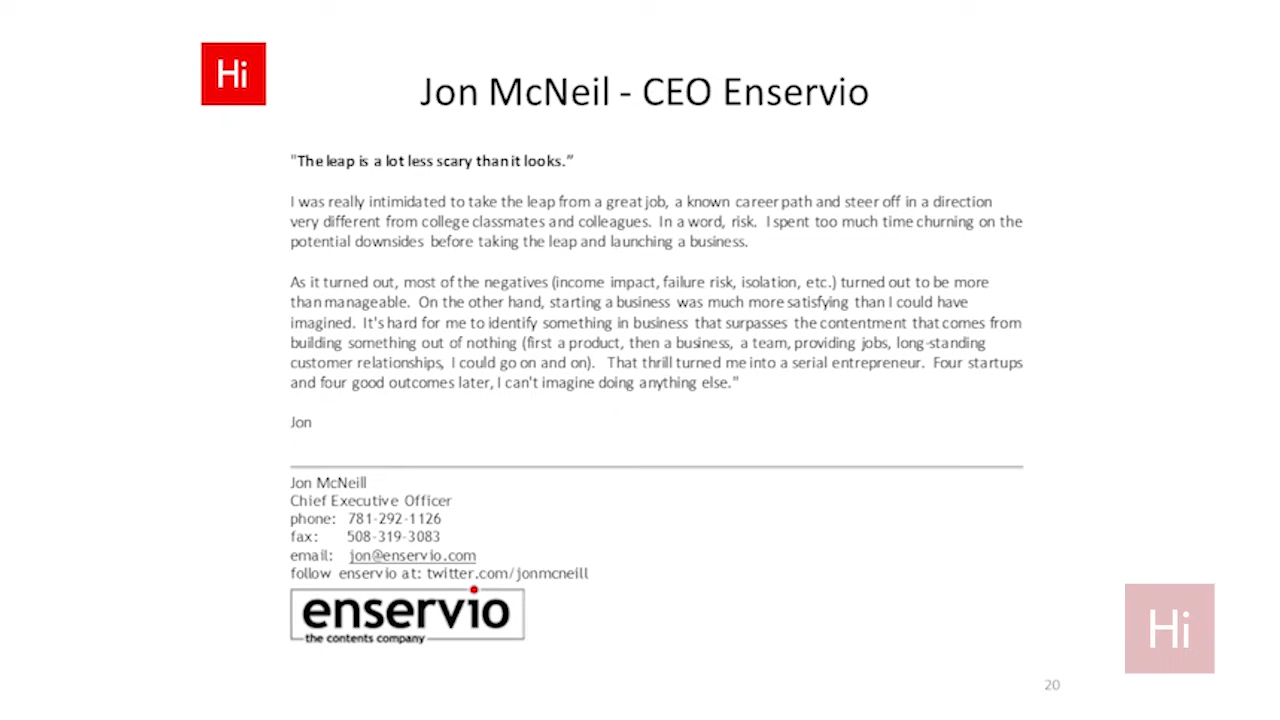 Hi
Jon McNeil - CEO Enservio
"The leap is a lot less scary than it looks.”
I was really intimidated to take the leap from a great job, a known career path and steer off in a direction
very different from college classmates and colleagues. In a word, risk. I spent too much time churning on the
potential downsides before taking the leap and launching a business.
As it turned out, most of the negatives (income impact, failure risk, isolation, etc.) turned out to be more
than manageable. On the other hand, starting a business was much more satisfying than I could have
imagined. It's hard for me to identify something in business that surpasses the contentment that comes from
building something out of nothing (first a product, then a business, a team, providing jobs, long-standing
customer relationships, I could go on and on). That thrill turned me into a serial entrepreneur. Four startups
and four good outcomes later, I can't imagine doing anything else."
Jon
Jon McNeill
Chief Executive Officer
phone: 781-292-1126
fax: 508-319-3083
email: jon@enservio.com
follow enservio at: twitter.com/jonmcneill
enservio
the contents company
Hi
20